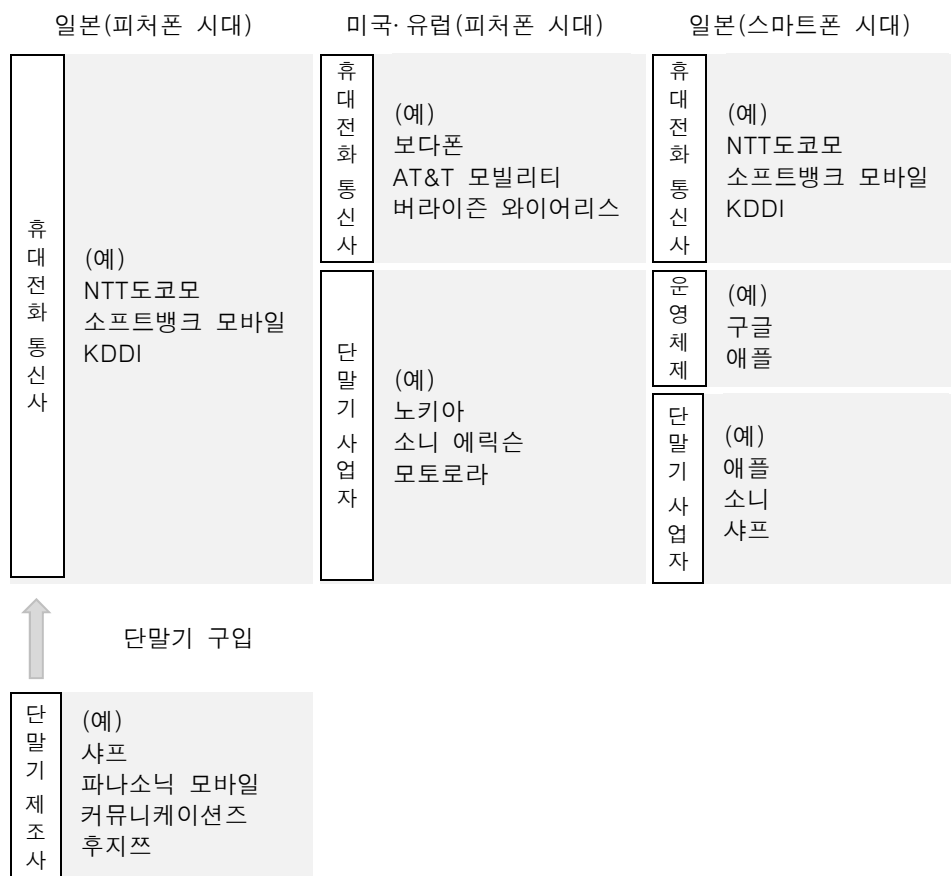 일본(피처폰 시대)
휴대전화 통신사
(예)
NTT도코모
소프트뱅크 모바일
KDDI
단말기 구입
단말기 제조사
(예)
샤프
파나소닉 모바일
커뮤니케이션즈
후지쯔
미국·유럽(피처폰 시대)
휴대전화 통신사
(예)
보다폰
AT&T 모빌리티
버라이즌 와이어리스
단말기 사업자
(예)
노키아
소니 에릭슨
모토로라
일본(스마트폰 시대)
휴대전화 통신사
(예)
NTT도코모
소프트뱅크 모바일
KDDI
운영체제
(예)
구글
애플
단말기 사업자
(예)
애플
소니
샤프